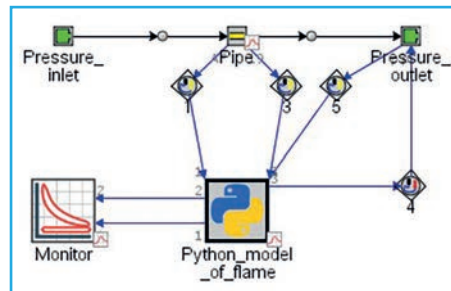 Pressure_
inlet
Pipe
Pressure_
outlet
1
3
5
1
2
3
4
2
1
Monitor
Python_model
_of_flame